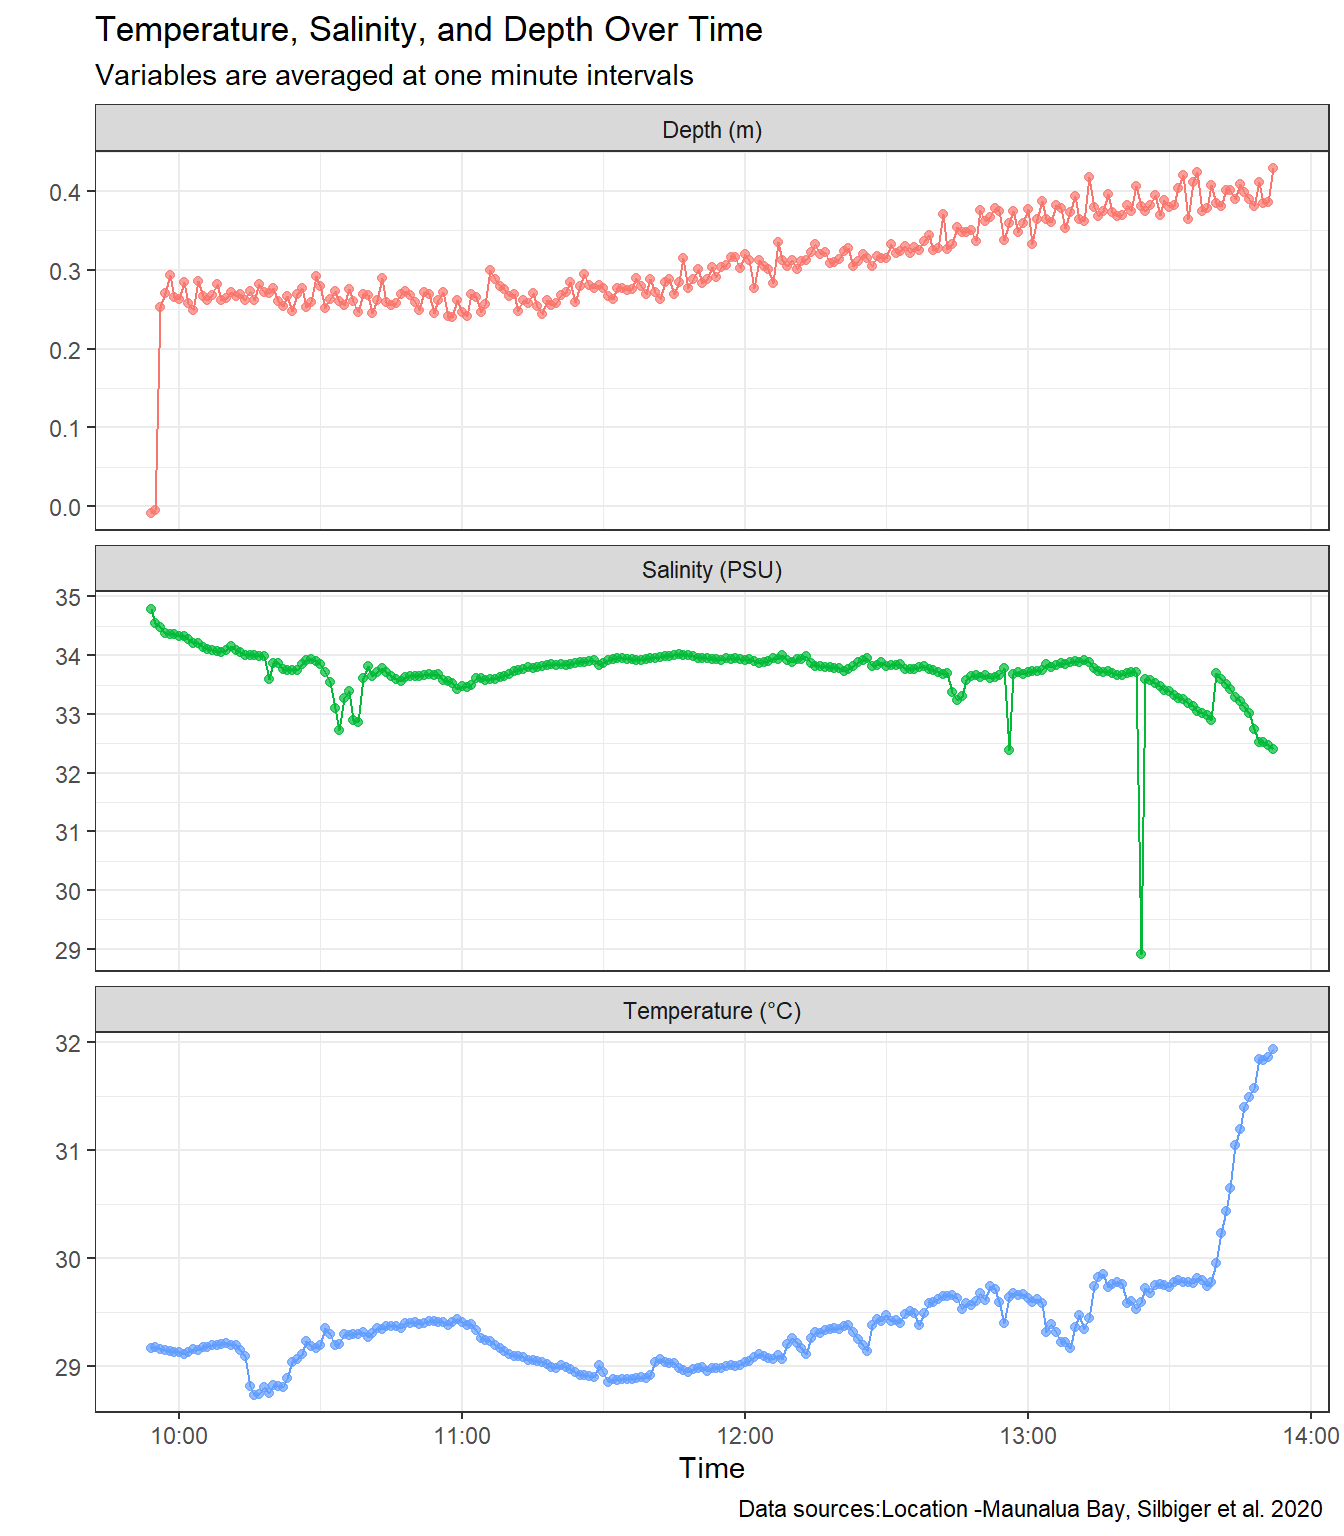 Temperature, Salinity, and Depth Over Time
Variables are averaged at one minute intervals
Depth (m)
0.4
0.3
0.2
0.1
0.0
Salinity (PSU)
35
34
33
32
31
30
29
Temperature (°C)
32
31
30
29
10:00 11:00 12:00 13:00 14:00
Time
Data sources:Location -Maunalua Bay, Silbiger et al. 2020